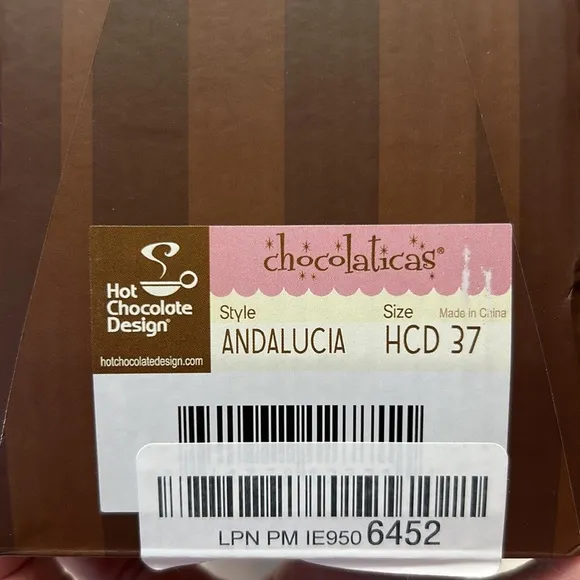 chocolaticas®
Hot
Chocolate
Design®
hotchocolatedesign.com
Style
ANDALUCIA
Size
HCD 37
Made in China
LPN PM IE950 6452